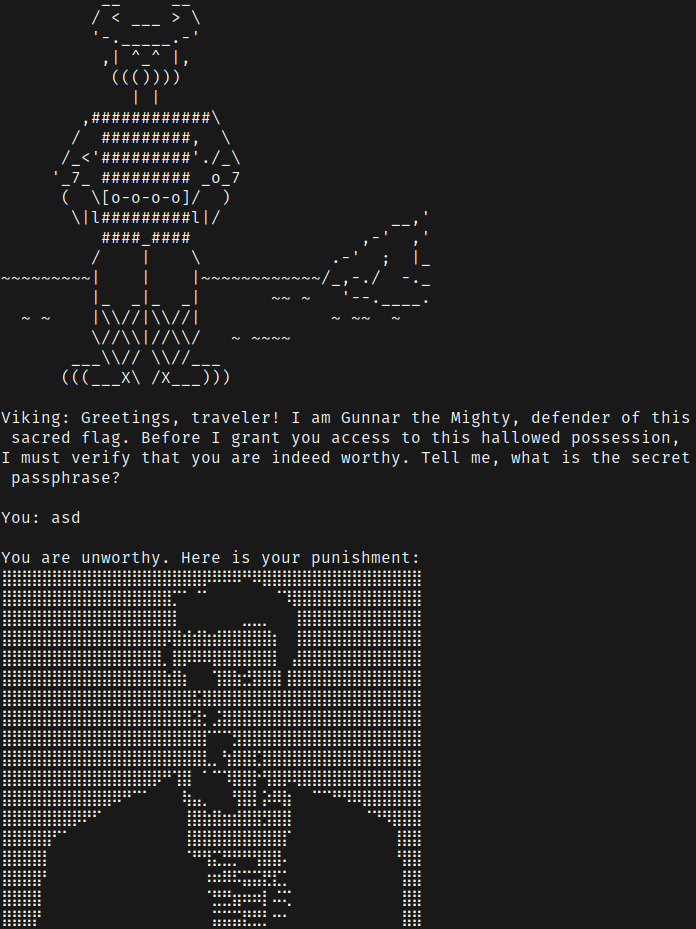 Viking: Greetings, traveler! I am Gunnar the Mighty, defender of this
sacred flag. Before I grant you access to this hallowed possession,
I must verify that you are indeed worthy. Tell me, what is the secret
passphrase?
You: asd
You are unworthy. Here is your punishment: